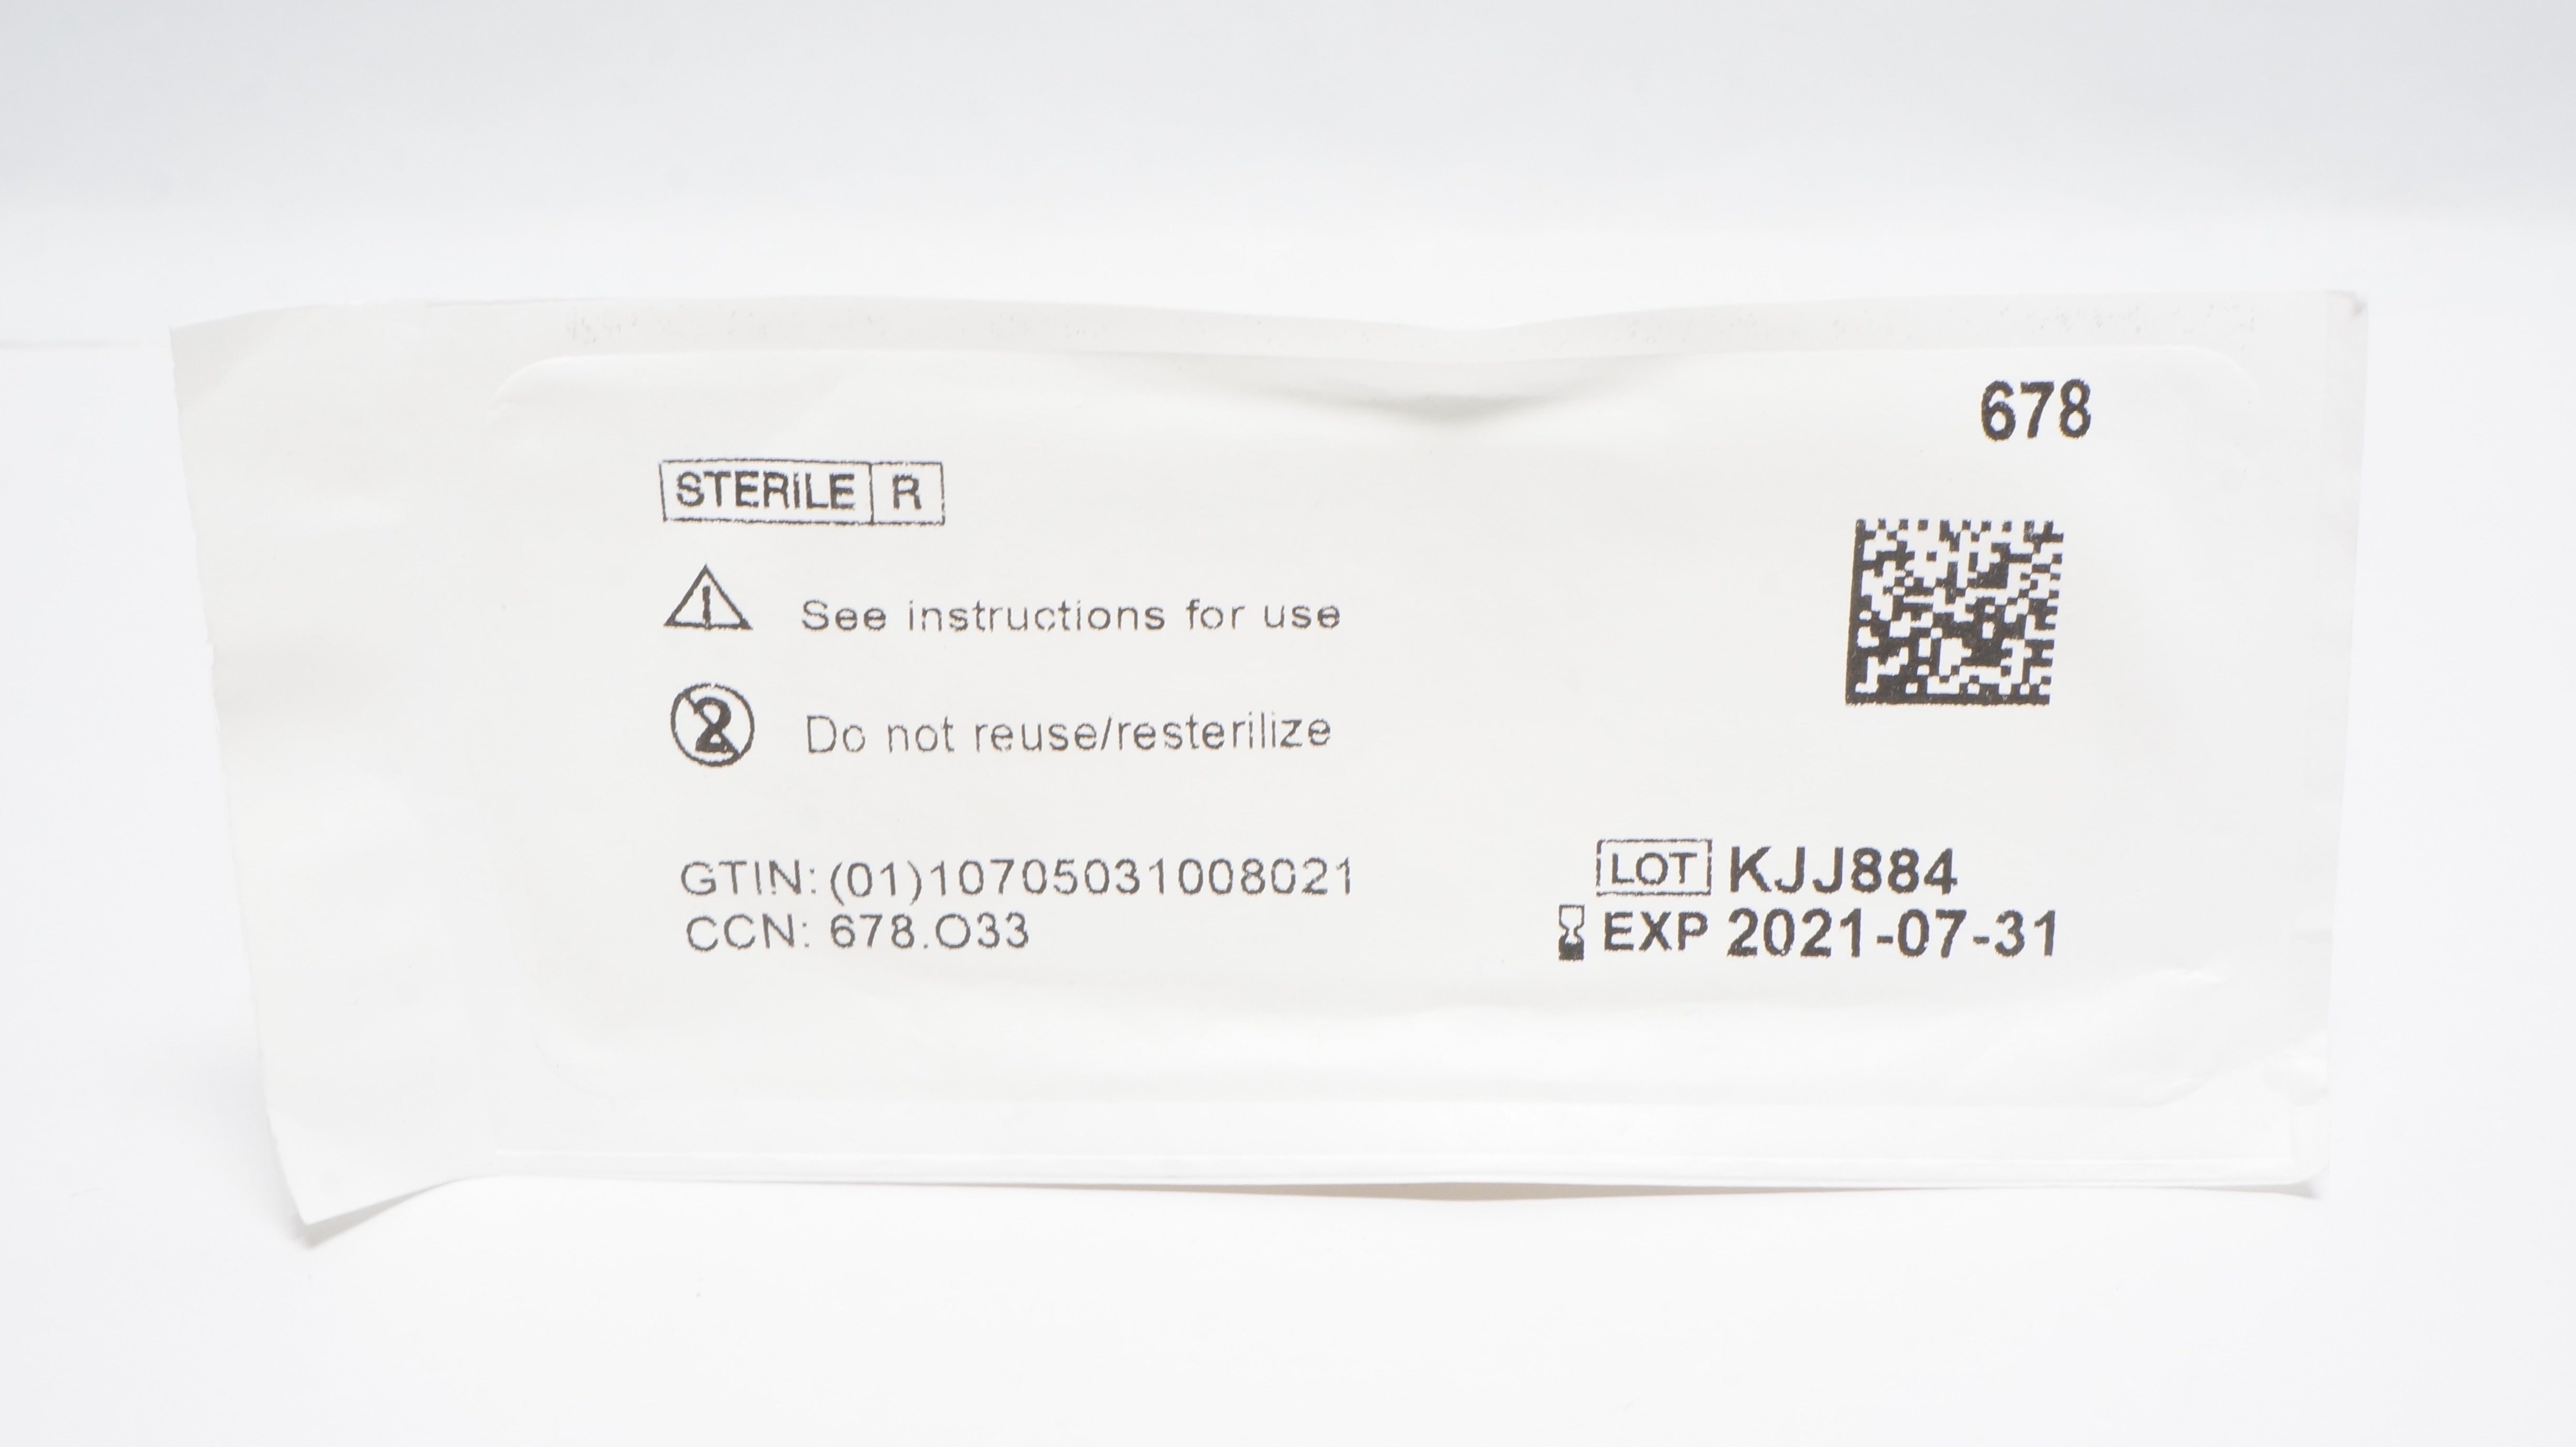 678
STERILE R
See instructions for use
Do not reuse/resterilize
GTIN: (01)10705031008021
CCN: 678.O33
LOT KJJ884
EXP 2021-07-31